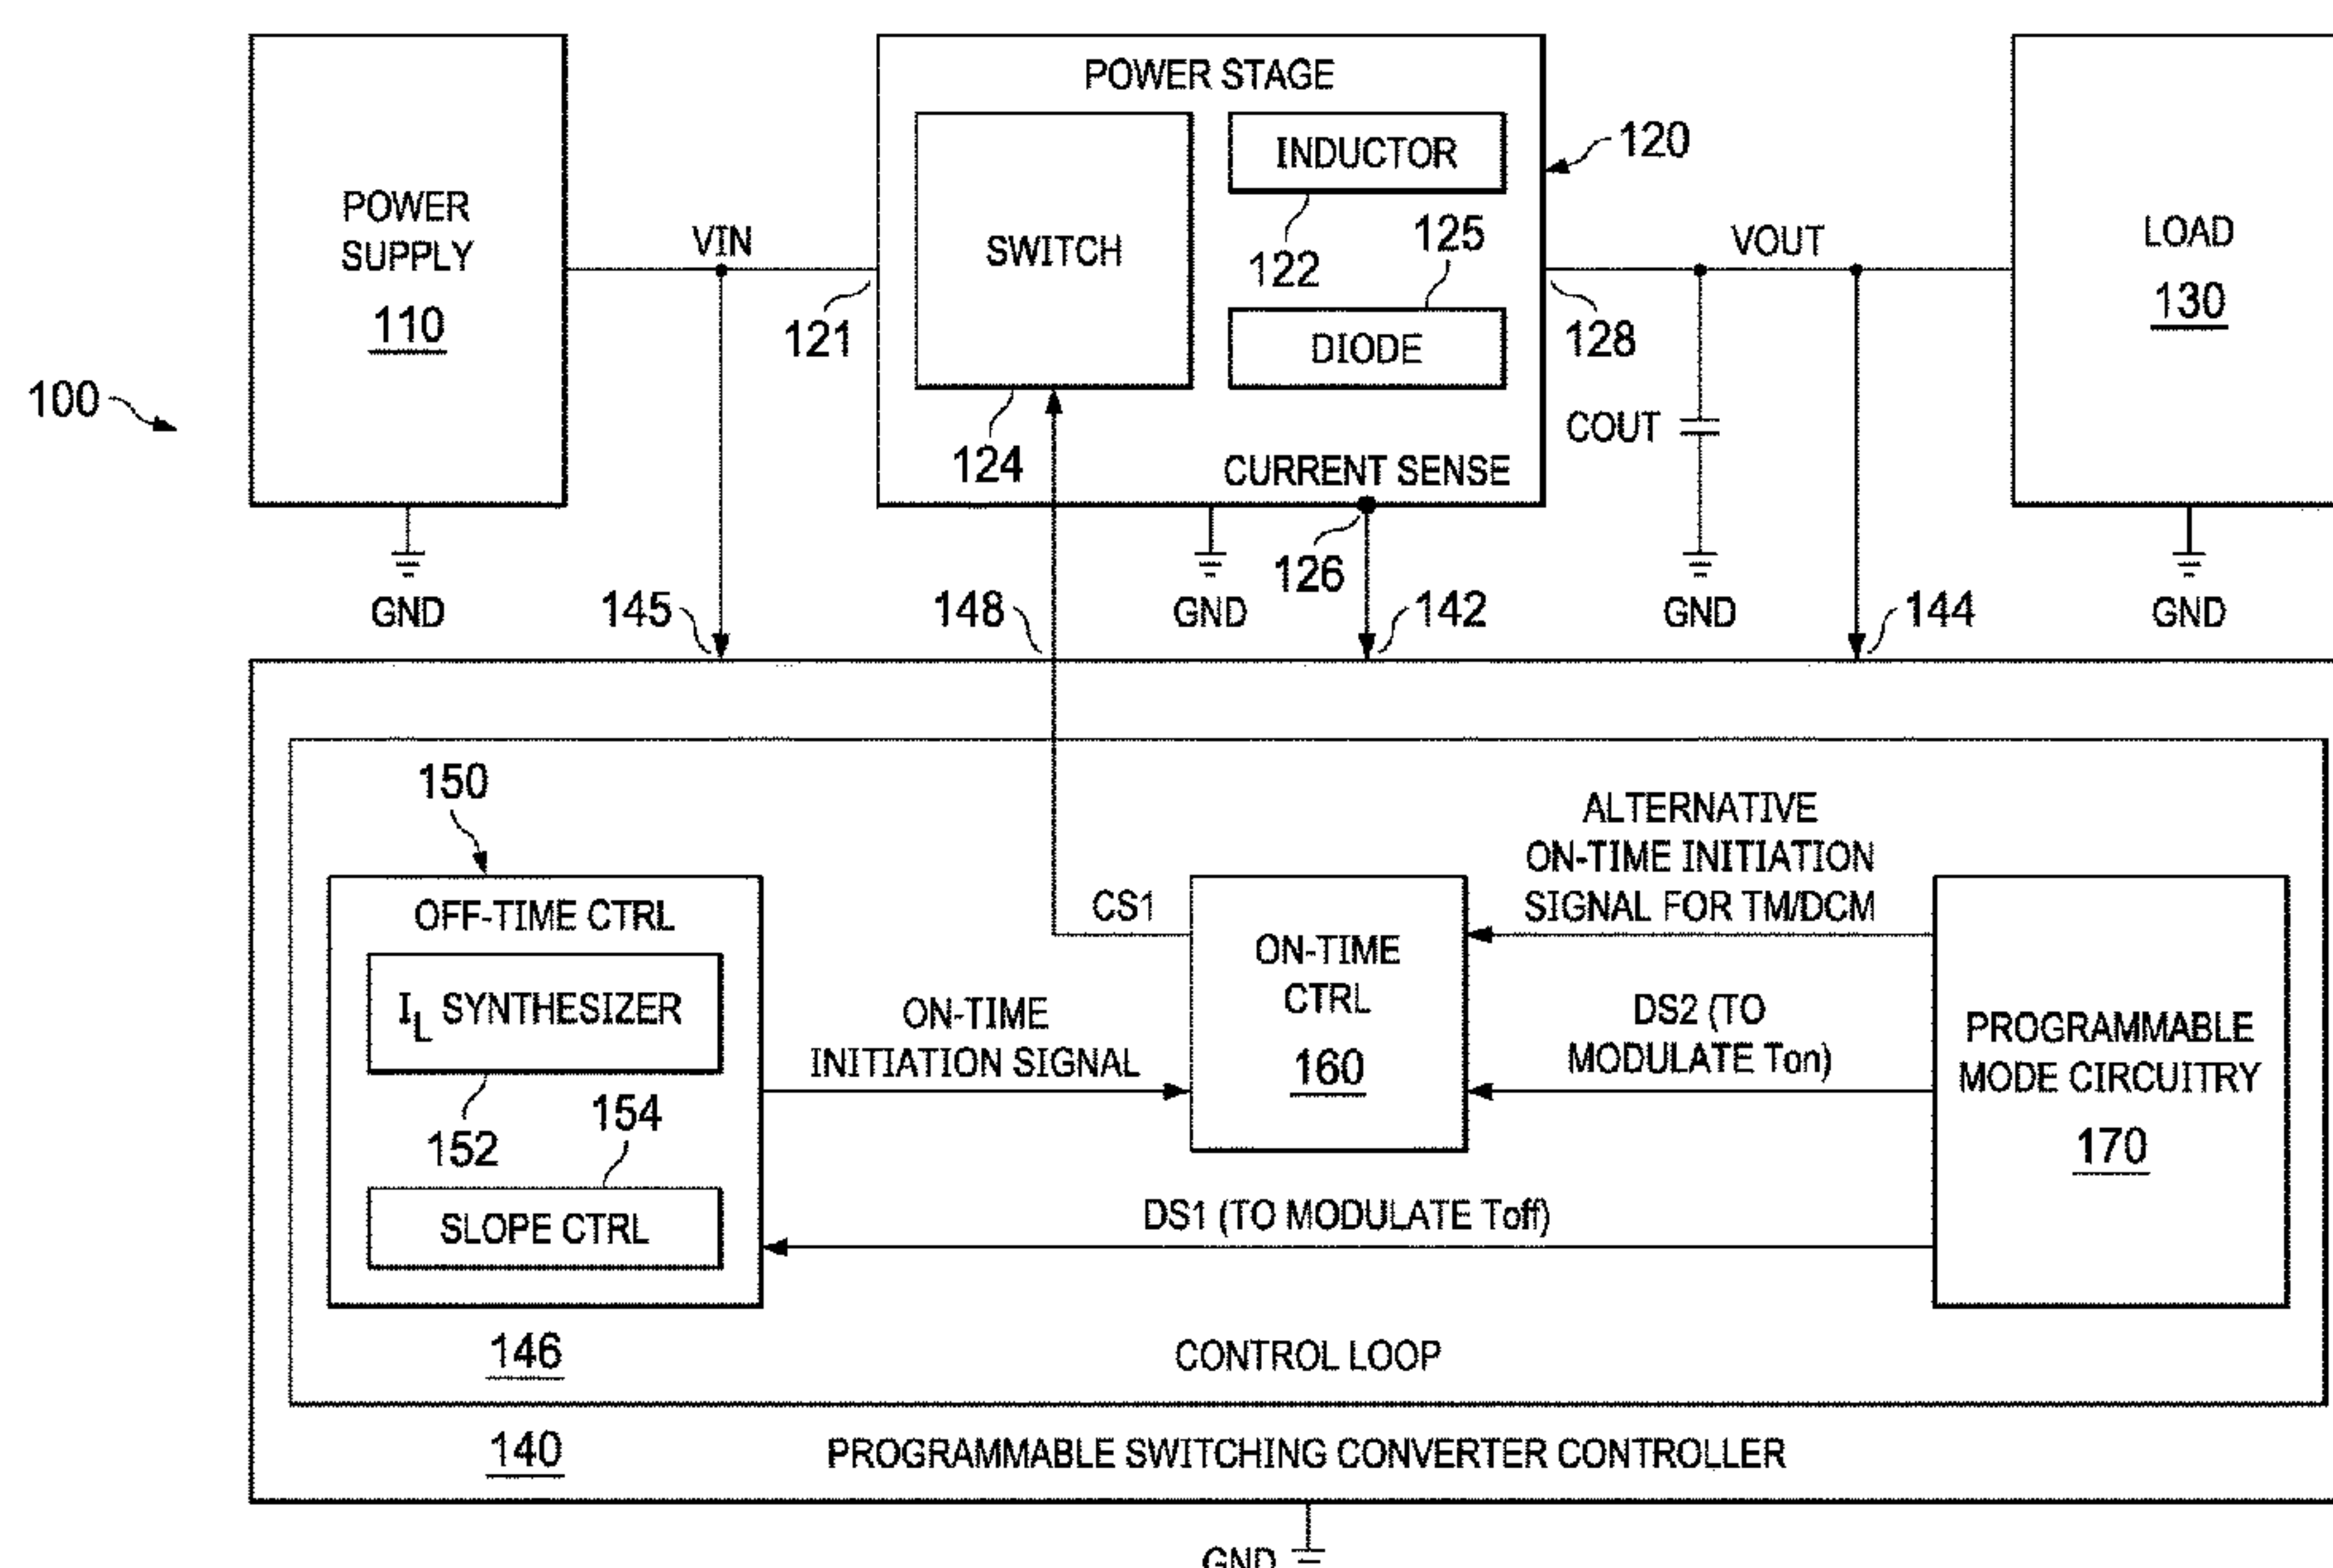 POWER STAGE
POWER
SUPPLY
110
VIN
121
SWITCH
INDUCTOR
122
125
DIODE
124
CURRENT SENSE
126
120
128
VOUT
COUT
LOAD
130
100
GND
145
148
GND
142
GND
144
GND
150
OFF-TIME CTRL
IL SYNTHESIZER
152
154
SLOPE CTRL
ON-TIME
INITIATION SIGNAL
CS1
ON-TIME
CTRL
160
ALTERNATIVE
ON-TIME INITIATION
SIGNAL FOR TM/DCM
DS2 (TO
MODULATE Ton)
DS1 (TO MODULATE Toff)
PROGRAMMABLE
MODE CIRCUITRY
170
146
CONTROL LOOP
140
PROGRAMMABLE SWITCHING CONVERTER CONTROLLER
GND